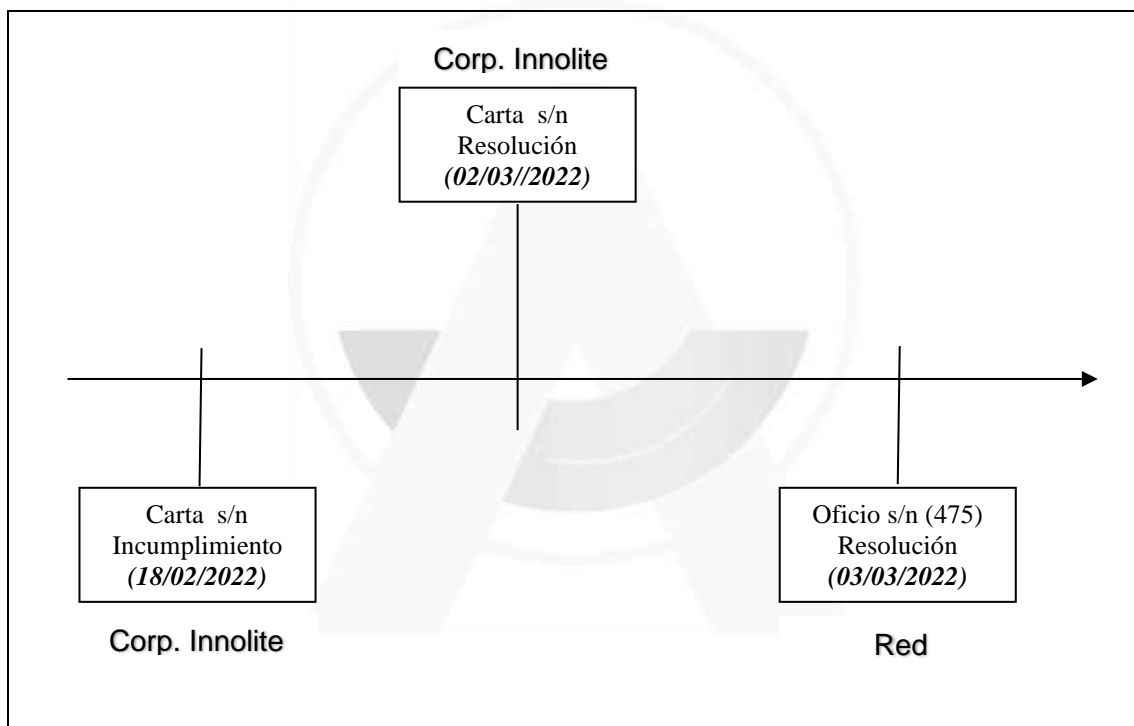 Corp. Innolite
Carta s/n
Resolución
(02/03//2022)
Carta s/n
Incumplimiento
(18/02/2022)
Corp. Innolite
Oficio s/n (475)
Resolución
(03/03/2022)
Red